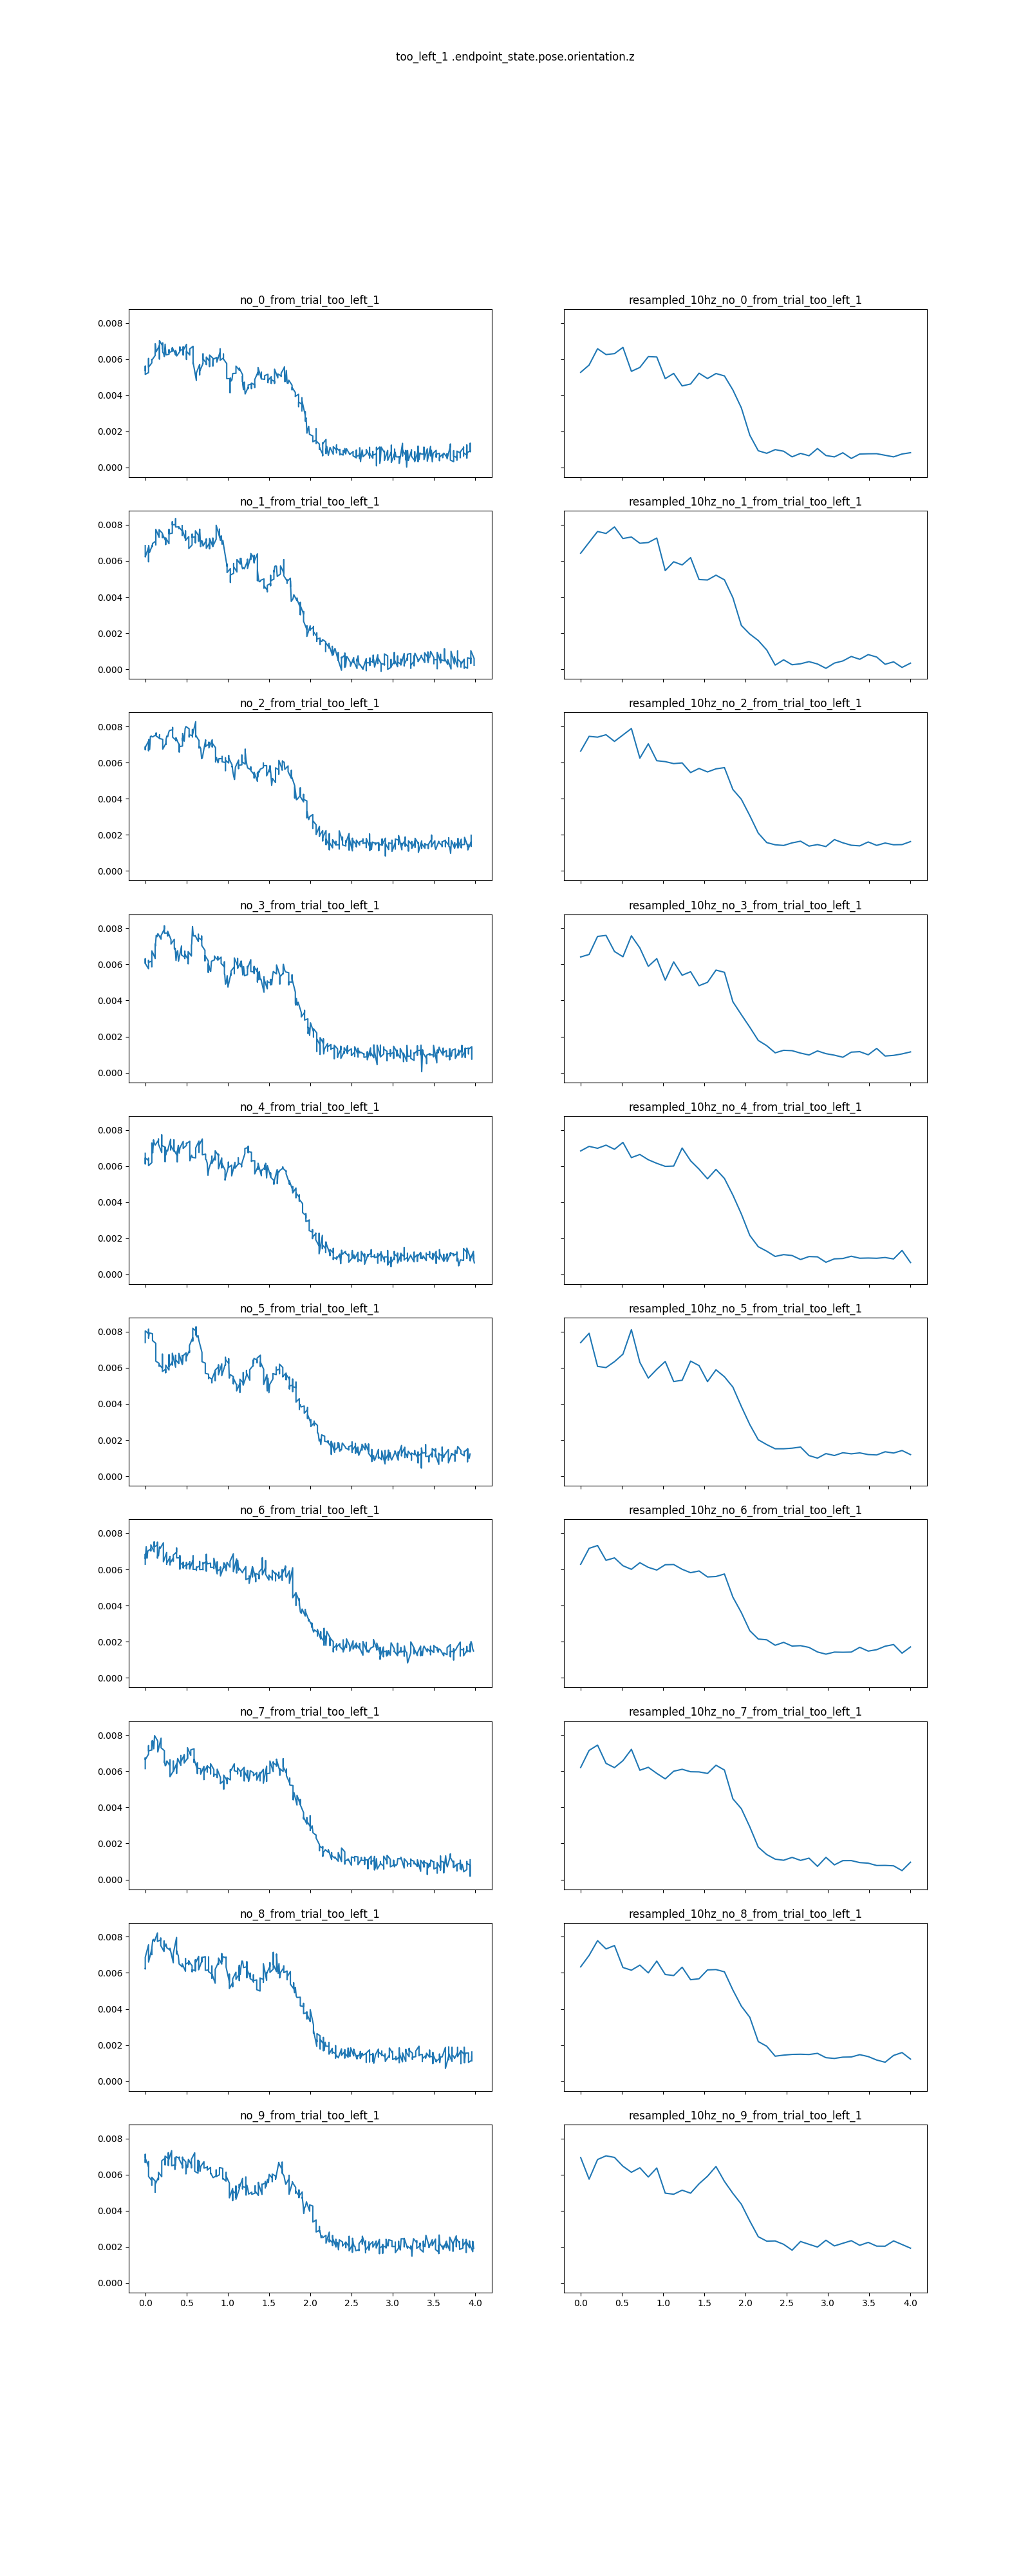 too_left_1 .endpoint_state.pose.orientation.z
no_0_from_trial_too_left_1
resampled_10hz_no_0_from_trial_too_left_1
0.008
0.006
0.004
0.002
0.000
no_1_from_trial_too_left_1
resampled_10hz_no_1_from_trial_too_left_1
0.008
0.006
0.004
0.002
0.000
no_2_from_trial_too_left_1
resampled_10hz_no_2_from_trial_too_left_1
0.008
0.006
0.004
0.002
0.000
no_3_from_trial_too_left_1
resampled_10hz_no_3_from_trial_too_left_1
0.008
0.006
0.004
0.002
0.000
no_4_from_trial_too_left_1
resampled_10hz_no_4_from_trial_too_left_1
0.008
0.006
0.004
0.002
0.000
no_5_from_trial_too_left_1
resampled_10hz_no_5_from_trial_too_left_1
0.008
0.006
0.004
0.002
0.000
no_6_from_trial_too_left_1
resampled_10hz_no_6_from_trial_too_left_1
0.008
0.006
0.004
0.002
0.000
no_7_from_trial_too_left_1
resampled_10hz_no_7_from_trial_too_left_1
0.008
0.006
0.004
0.002
0.000
no_8_from_trial_too_left_1
resampled_10hz_no_8_from_trial_too_left_1
0.008
0.006
0.004
0.002
0.000
no_9_from_trial_too_left_1
resampled_10hz_no_9_from_trial_too_left_1
0.008
0.006
0.004
0.002
0.000
0.0 0.5 1.0 1.5 2.0 2.5 3.0 3.5 4.0
0.0 0.5 1.0 1.5 2.0 2.5 3.0 3.5 4.0